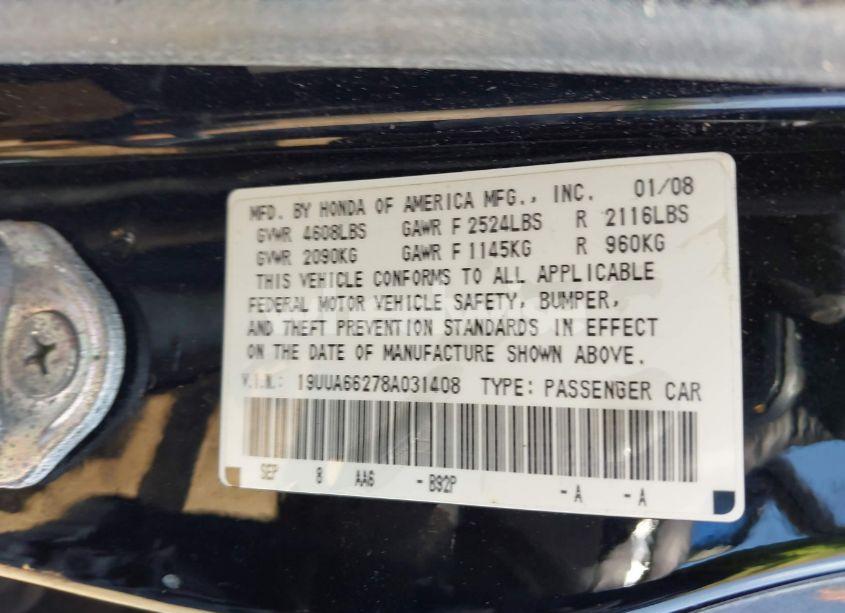 MFD. BY HONDA OF AMERICA MFG., INC. 01/08
GVWR 4608LBS GAWR F 2524LBS R 2116LBS
GVWR 2090KG GAWR F 1145KG R 960KG
THIS VEHICLE CONFORMS TO ALL APPLICABLE
FEDERAL MOTOR VEHICLE SAFETY, BUMPER,
AND THEFT PREVENTION STANDARDS IN EFFECT
ON THE DATE OF MANUFACTURE SHOWN ABOVE.
V.I.N.: 19UUA66278A031408 TYPE: PASSENGER CAR
SEP 8 AA6 - B92P - A - A